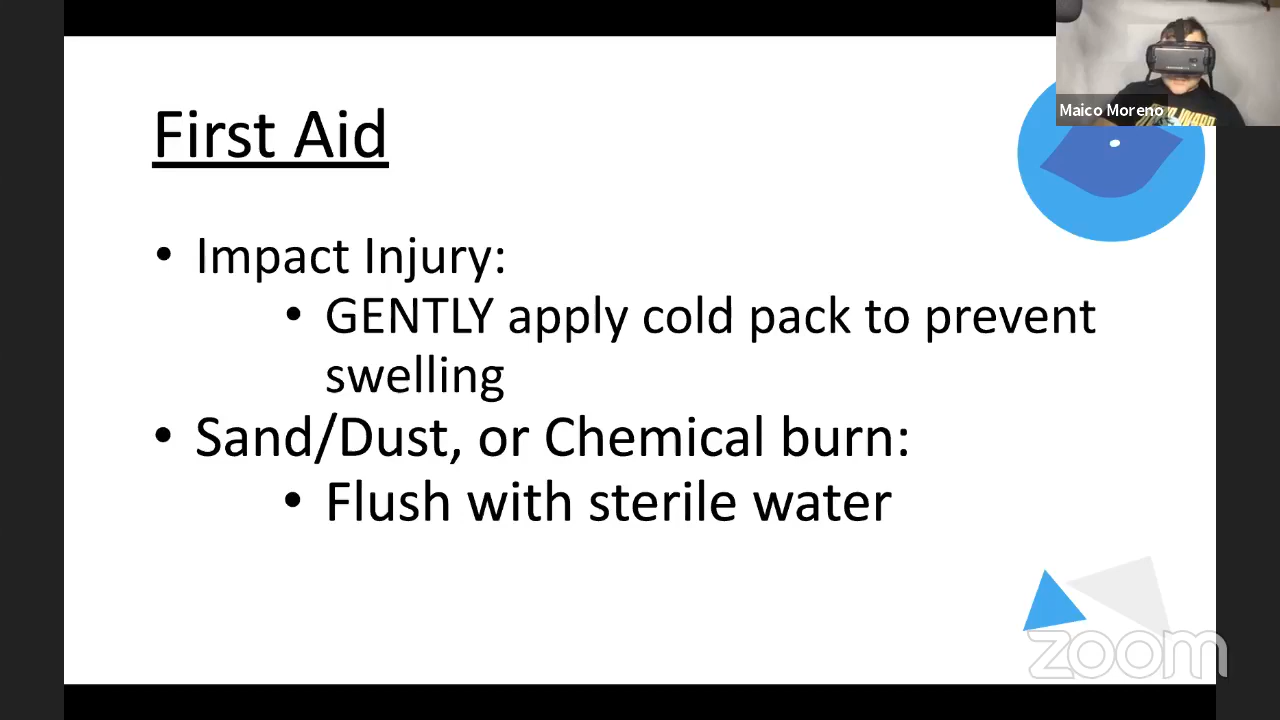 Maico Moreno
First Aid
• Impact Injury:
• GENTLY apply cold pack to prevent
swelling
• Sand/Dust, or Chemical burn:
• Flush with sterile water
zoom